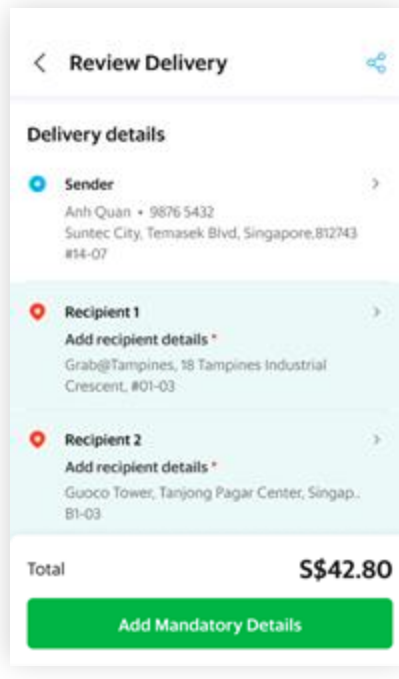 Review Delivery
Delivery details
Sender
Anh Quan • 9876 5432
Suntec City, Temasek Blvd, Singapore,812743
#14-07
Recipient 1
Add recipient details *
Grab@Tampines, 18 Tampines Industrial
Crescent, #01-03
Recipient 2
Add recipient details *
Guoco Tower, Tanjong Pagar Center, Singap..
B1-03
Total S$42.80
Add Mandatory Details